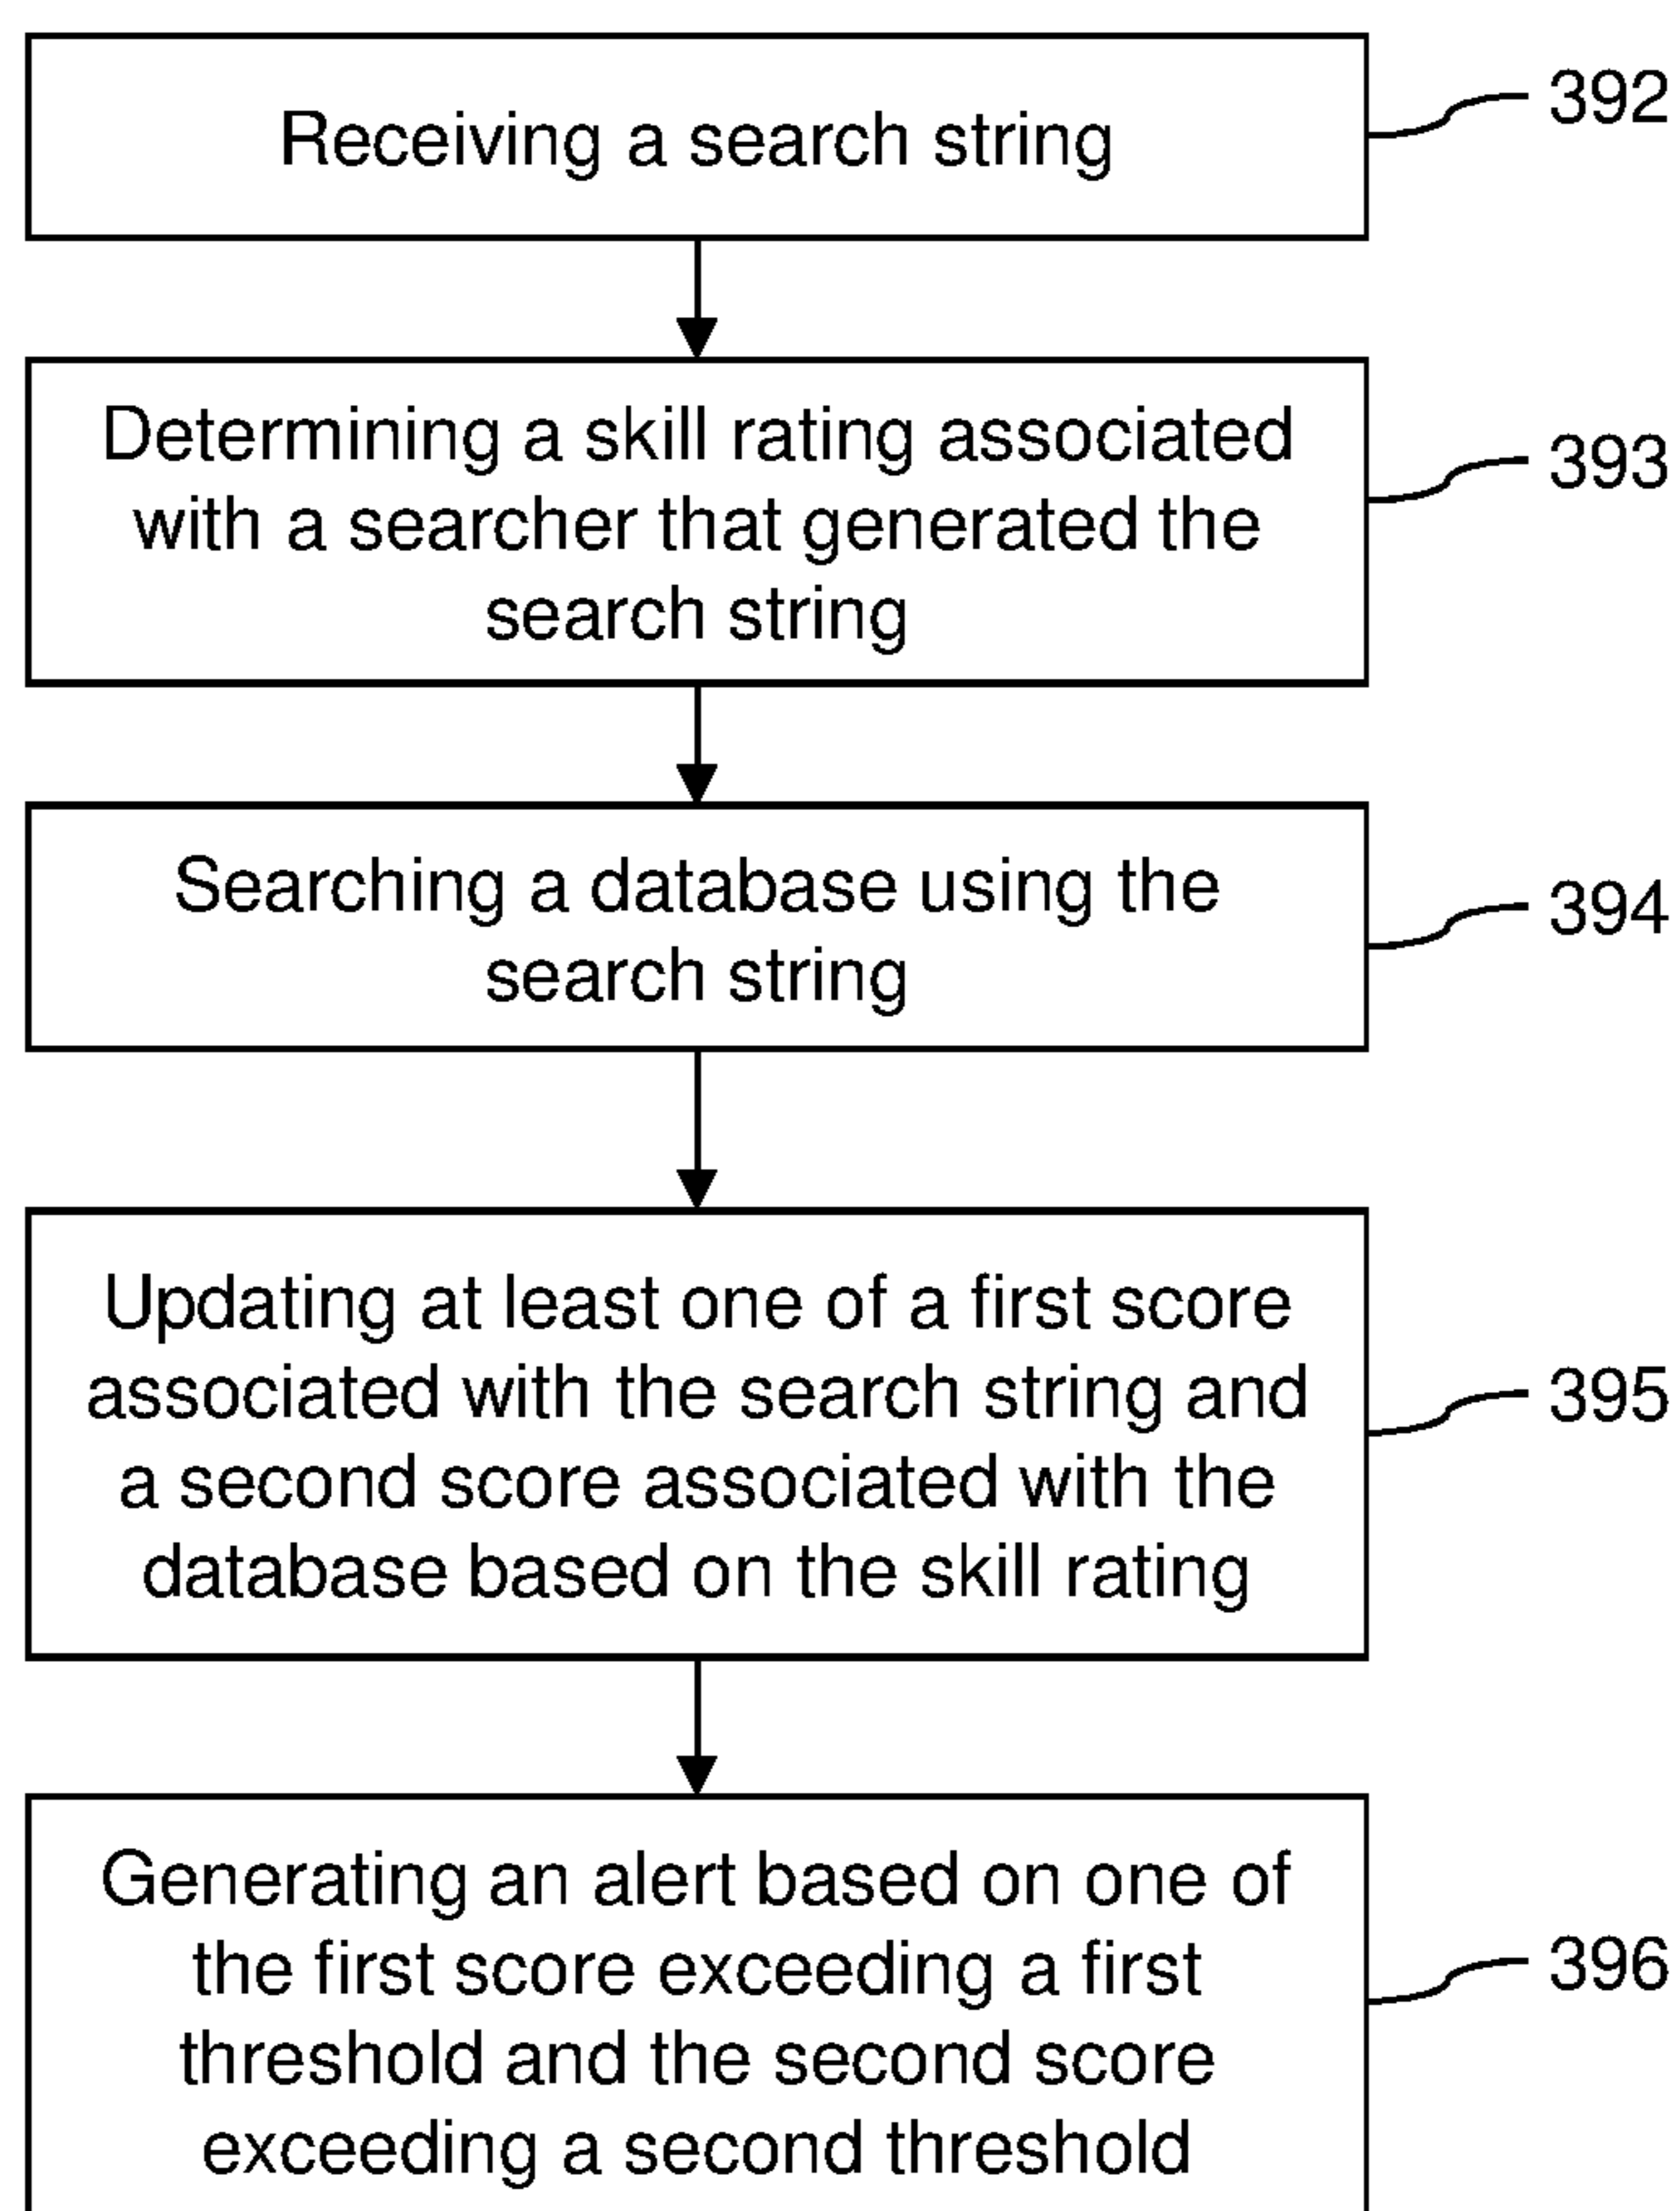 Receiving a search string
392
Determining a skill rating associated
with a searcher that generated the
search string
393
Searching a database using the
search string
394
Updating at least one of a first score
associated with the search string and
a second score associated with the
database based on the skill rating
395
Generating an alert based on one of
the first score exceeding a first
threshold and the second score
exceeding a second threshold
396